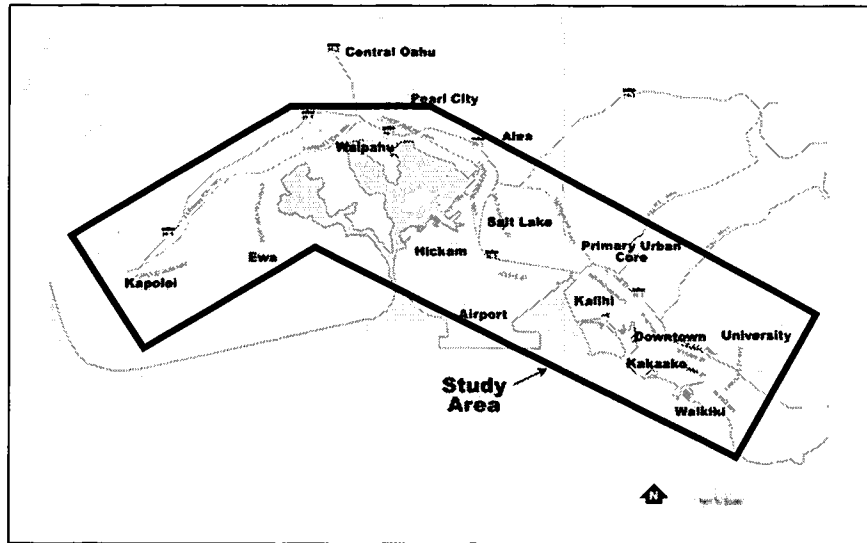 Central Oahu
Pearl City
Aiea
Waipahu
Salt Lake
Hickam
Primary Urban
Core
Ewa
Kapolei
Kalihi
Airport
Downtown
University
Kakaako
Study
Area
Waikiki
N